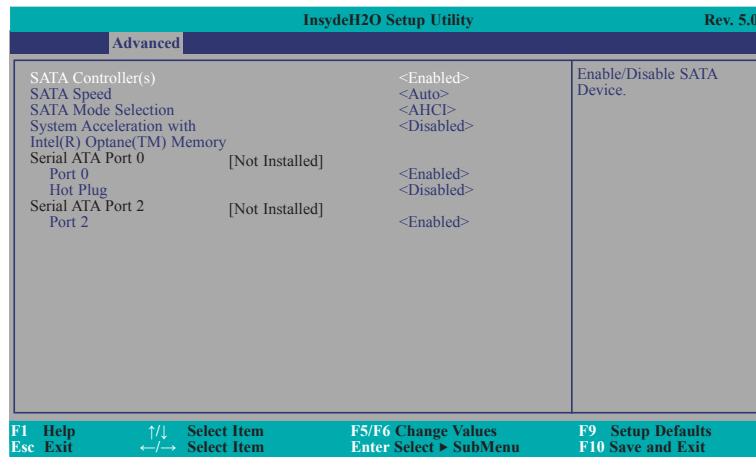 InsydeH2O Setup Utility Rev. 5.0
Advanced
SATA Controller(s) <Enabled>
SATA Speed <Auto>
SATA Mode Selection <AHCI>
System Acceleration with <Disabled>
Intel(R) Optane(TM) Memory
Serial ATA Port 0 [Not Installed]
Port 0 <Enabled>
Hot Plug <Disabled>
Serial ATA Port 2 [Not Installed]
Port 2 <Enabled>
Enable/Disable SATA
Device.
F1 Help ↑/↓ Select Item F5/F6 Change Values F9 Setup Defaults
Esc Exit ←/→ Select Item Enter Select ► SubMenu F10 Save and Exit